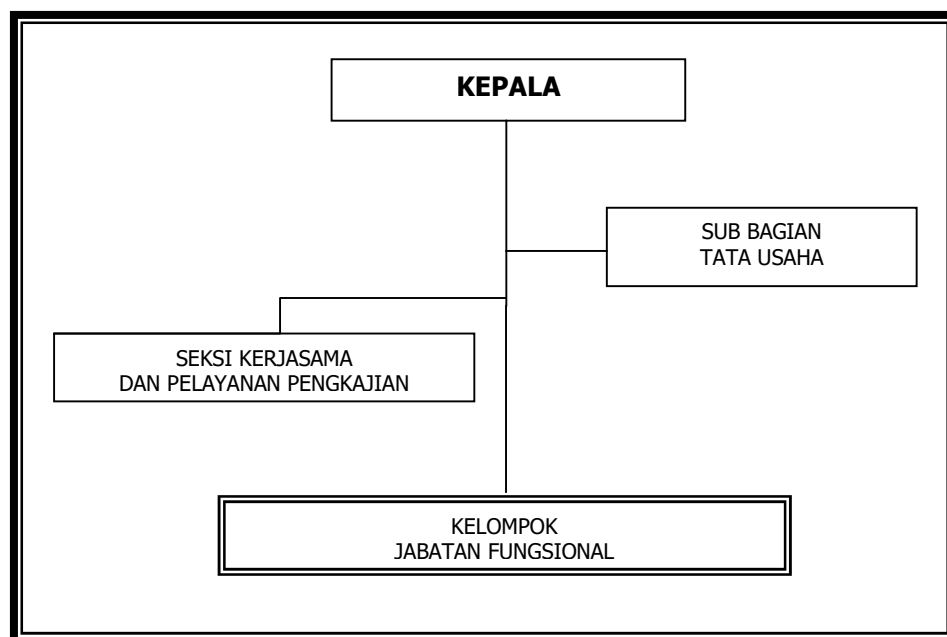 KEPALA
SUB BAGIAN
TATA USAHA
SEKSI KERJASAMA
DAN PELAYANAN PENGKAJIAN
KELOMPOK
JABATAN FUNGSIONAL